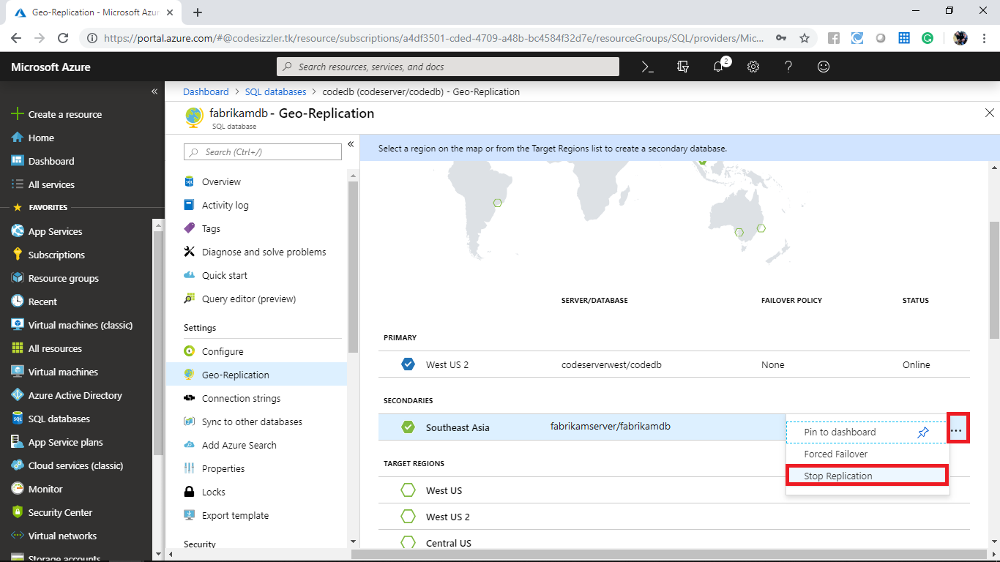 Geo-Replication - Microsoft Azur
https://portal.azure.com/#@codesizzler.tk/resource/subscriptions/a4df3501-cded-4709-a48b-bc4584f32d7e/resourceGroups/SQL/providers/Mic...
Microsoft Azure
Search resources, services, and docs
2
Dashboard > SQL databases > codedb (codeserver/codedb) - Geo-Replication
fabrikamdb - Geo-Replication
SQL database
Create a resource
Home
Dashboard
All services
FAVORITES
App Services
Subscriptions
Resource groups
Recent
Virtual machines (classic)
All resources
Virtual machines
Azure Active Directory
SQL databases
App Service plans
Cloud services (classic)
Monitor
Security Center
Virtual networks
Storage accounts
Search (Ctrl+/)
Overview
Activity log
Tags
Diagnose and solve problems
Quick start
Query editor (preview)
Settings
Configure
Geo-Replication
Connection strings
Sync to other databases
Add Azure Search
Properties
Locks
Export template
Security
Select a region on the map or from the Target Regions list to create a secondary database.
SERVER/DATABASE FAILOVER POLICY STATUS
PRIMARY
West US 2 codeserverwest/codedb None Online
SECONDARIES
Southeast Asia fabrikamserver/fabrikamdb ...
Pin to dashboard
Forced Failover
Stop Replication
TARGET REGIONS
West US
West US 2
Central US